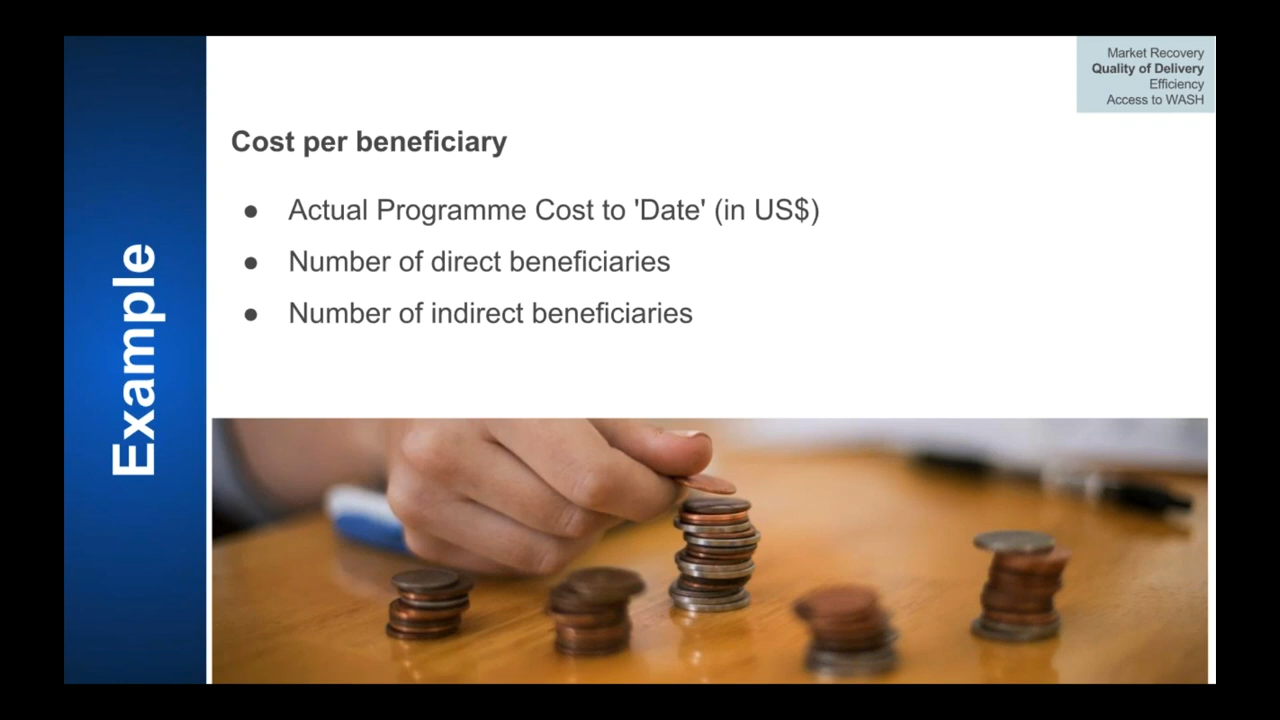 Market Recovery
Quality of Delivery
Efficiency
Access to WASH
Example
Cost per beneficiary
● Actual Programme Cost to 'Date' (in US$)
● Number of direct beneficiaries
● Number of indirect beneficiaries